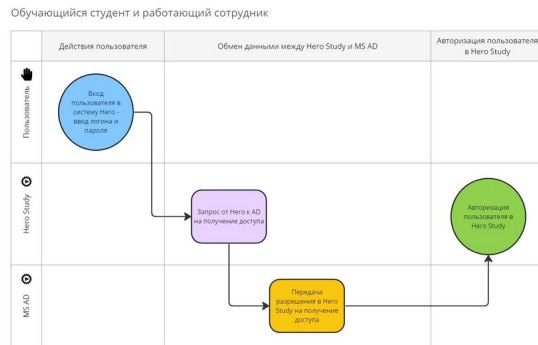 Обучающийся студент и работающий сотрудник
Действия пользователя
Обмен данными между Hero Study и MS AD
Авторизация пользователя
в Hero Study
Пользователь
Вход
пользователя в
систему Hero -
ввод логина и
пароля
Hero Study
Запрос от Hero к AD
на получение доступа
Авторизация
пользователя в
Hero Study
MS AD
Передача
разрешения в Hero
Study на получение
доступа